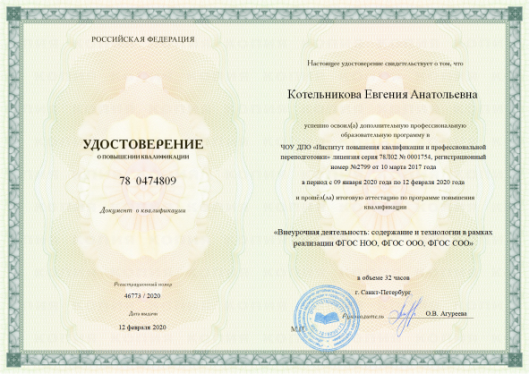 РОССИЙСКАЯ ФЕДЕРАЦИЯ
УДОСТОВЕРЕНИЕ
О ПОВЫШЕНИИ КВАЛИФИКАЦИИ
78 0474809
Документ о квалификации
Регистрационный номер
46773 / 2020
Дата выдачи
12 февраля 2020
Настоящее удостоверение свидетельствует о том, что
Котельникова Евгения Анатольевна
успешно освоил(а) дополнительную профессиональную
образовательную программу в
ЧОУ ДПО «Институт повышения квалификации и профессиональной
переподготовки» лицензия серия 78Л02 № 0001754, регистрационный
номер №2799 от 10 марта 2017 года
в период с 09 января 2020 года по 12 февраля 2020 года
и прошёл(ла) итоговую аттестацию по программе повышения
квалификации
«Внеурочная деятельность: содержание и технологии в рамках
реализации ФГОС НОО, ФГОС ООО, ФГОС СОО»
в объеме 32 часов
г. Санкт-Петербург
Руководитель О.В. Агуреева
М.П.